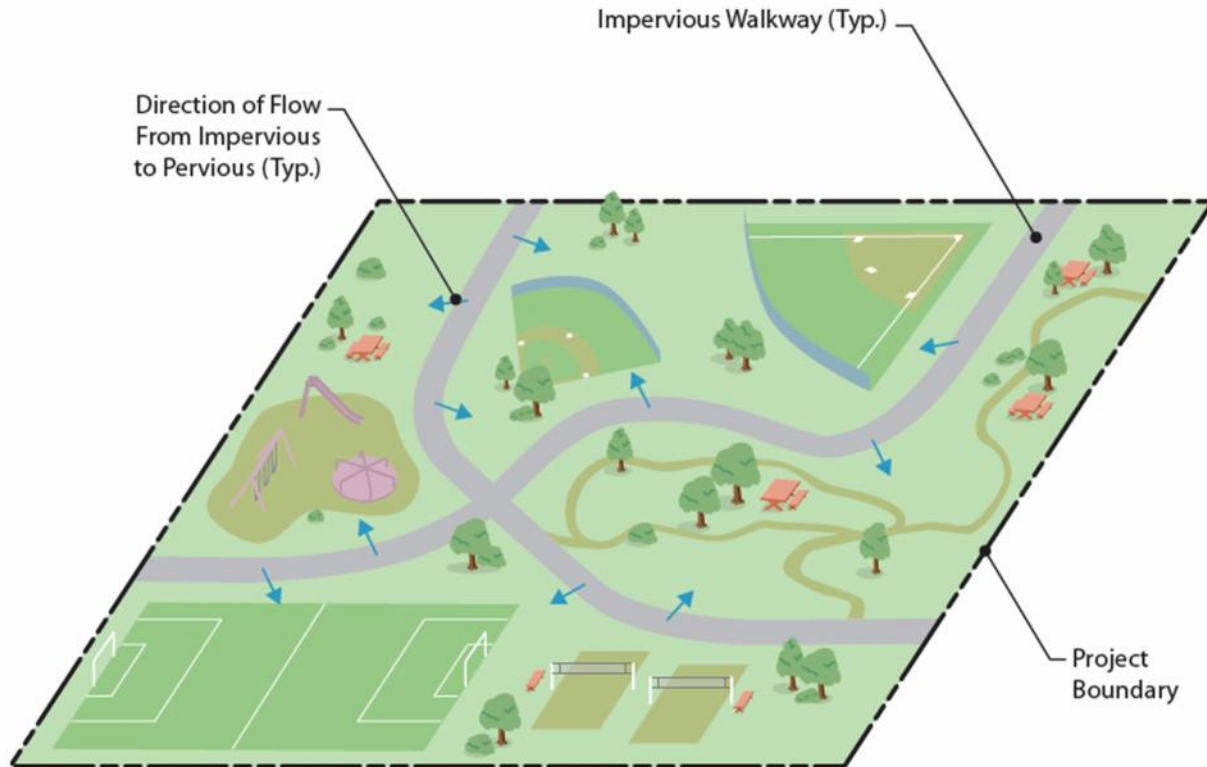 Impervious Walkway (Typ.)
Direction of Flow
From Impervious
to Pervious (Typ.)
Project
Boundary